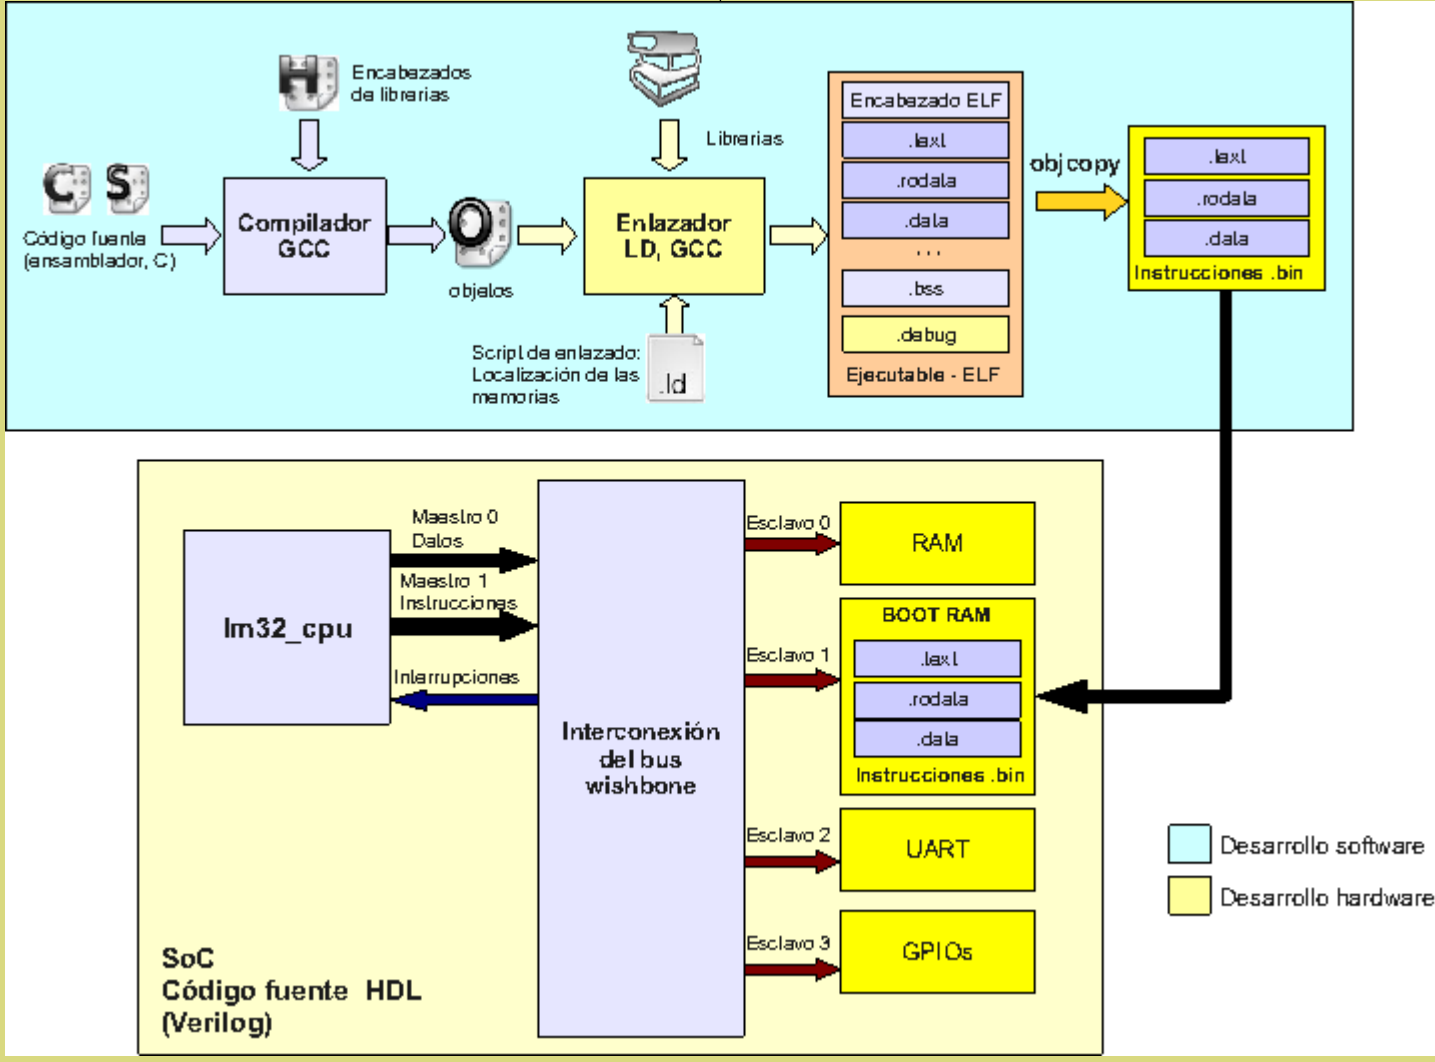 Encabezados
de librerias
Librerias
Código fuente
(ensamblador, C)
Compilador
GCC
objetos
Enlazador
LD, GCC
Script de enlazado:
Localización de las
memorias
.ld
Encabezado ELF
.text
.rodata
.data
...
.bss
.debug
Ejecutable - ELF
objcopy
.text
.rodata
.data
Instrucciones .bin
lm32_cpu
Maestro 0
Datos
Maestro 1
Instrucciones
Interrupciones
Interconexión
del bus
wishbone
Esclavo 0
RAM
Esclavo 1
BOOT RAM
.text
.rodata
.data
Instrucciones .bin
Esclavo 2
UART
Esclavo 3
GPIOs
SoC
Código fuente HDL
(Verilog)
Desarrollo software
Desarrollo hardware
H
C
S
O